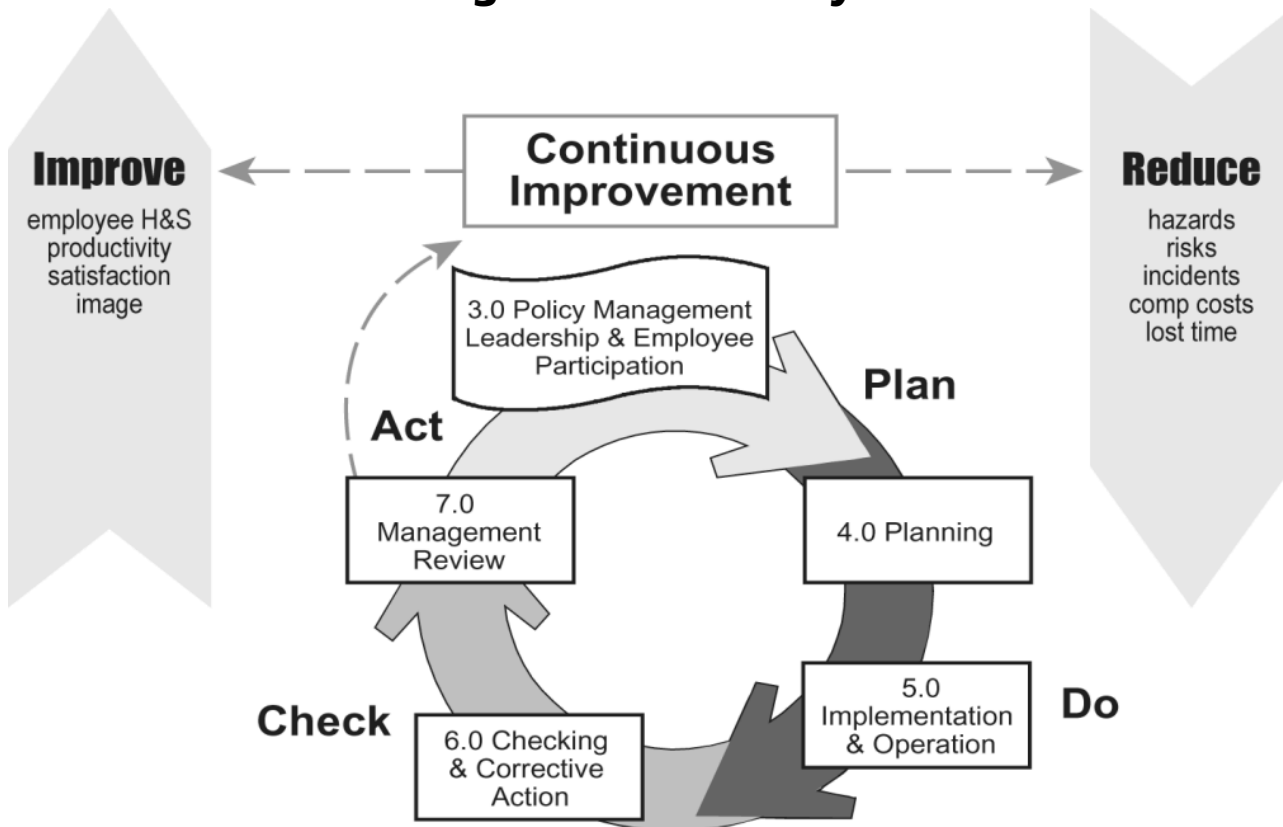 Continuous
Improvement
Improve
employee H&S
productivity
satisfaction
image
Reduce
hazards
risks
incidents
comp costs
lost time
3.0 Policy Management
Leadership & Employee
Participation
Plan
4.0 Planning
Do
5.0
Implementation
& Operation
Check
6.0 Checking
& Corrective
Action
Act
7.0
Management
Review